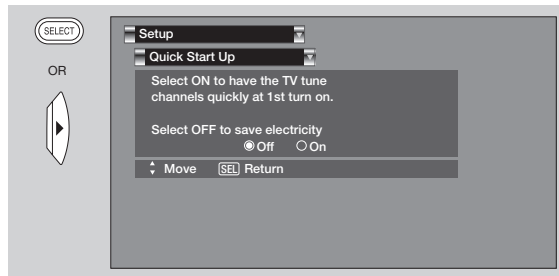 SELECT
OR
Setup
Quick Start Up
Select ON to have the TV tune
channels quickly at 1st turn on.
Select OFF to save electricity
Off On
Move SEL Return